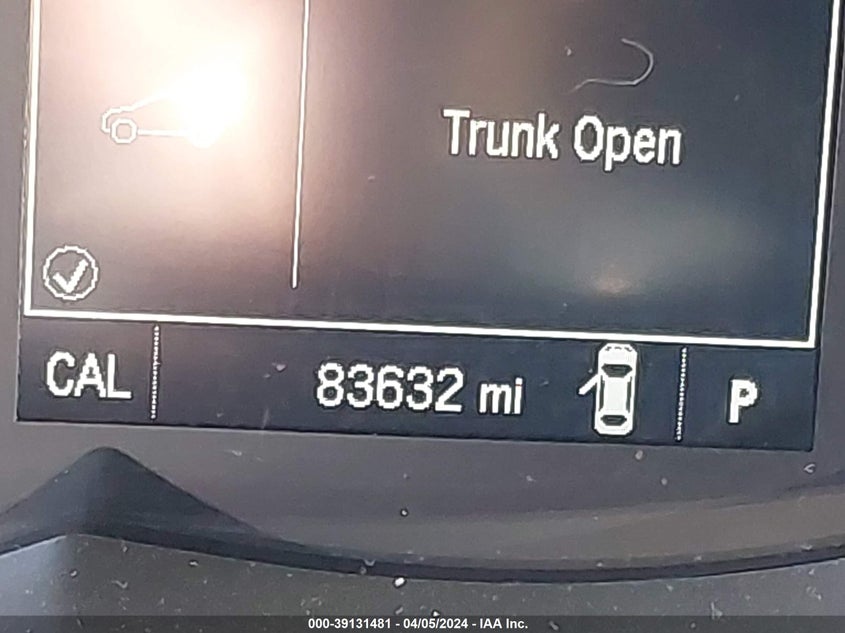 Trunk Open
CAL
83632 mi
P
000-39131481 - 04/05/2024 - IAA Inc.